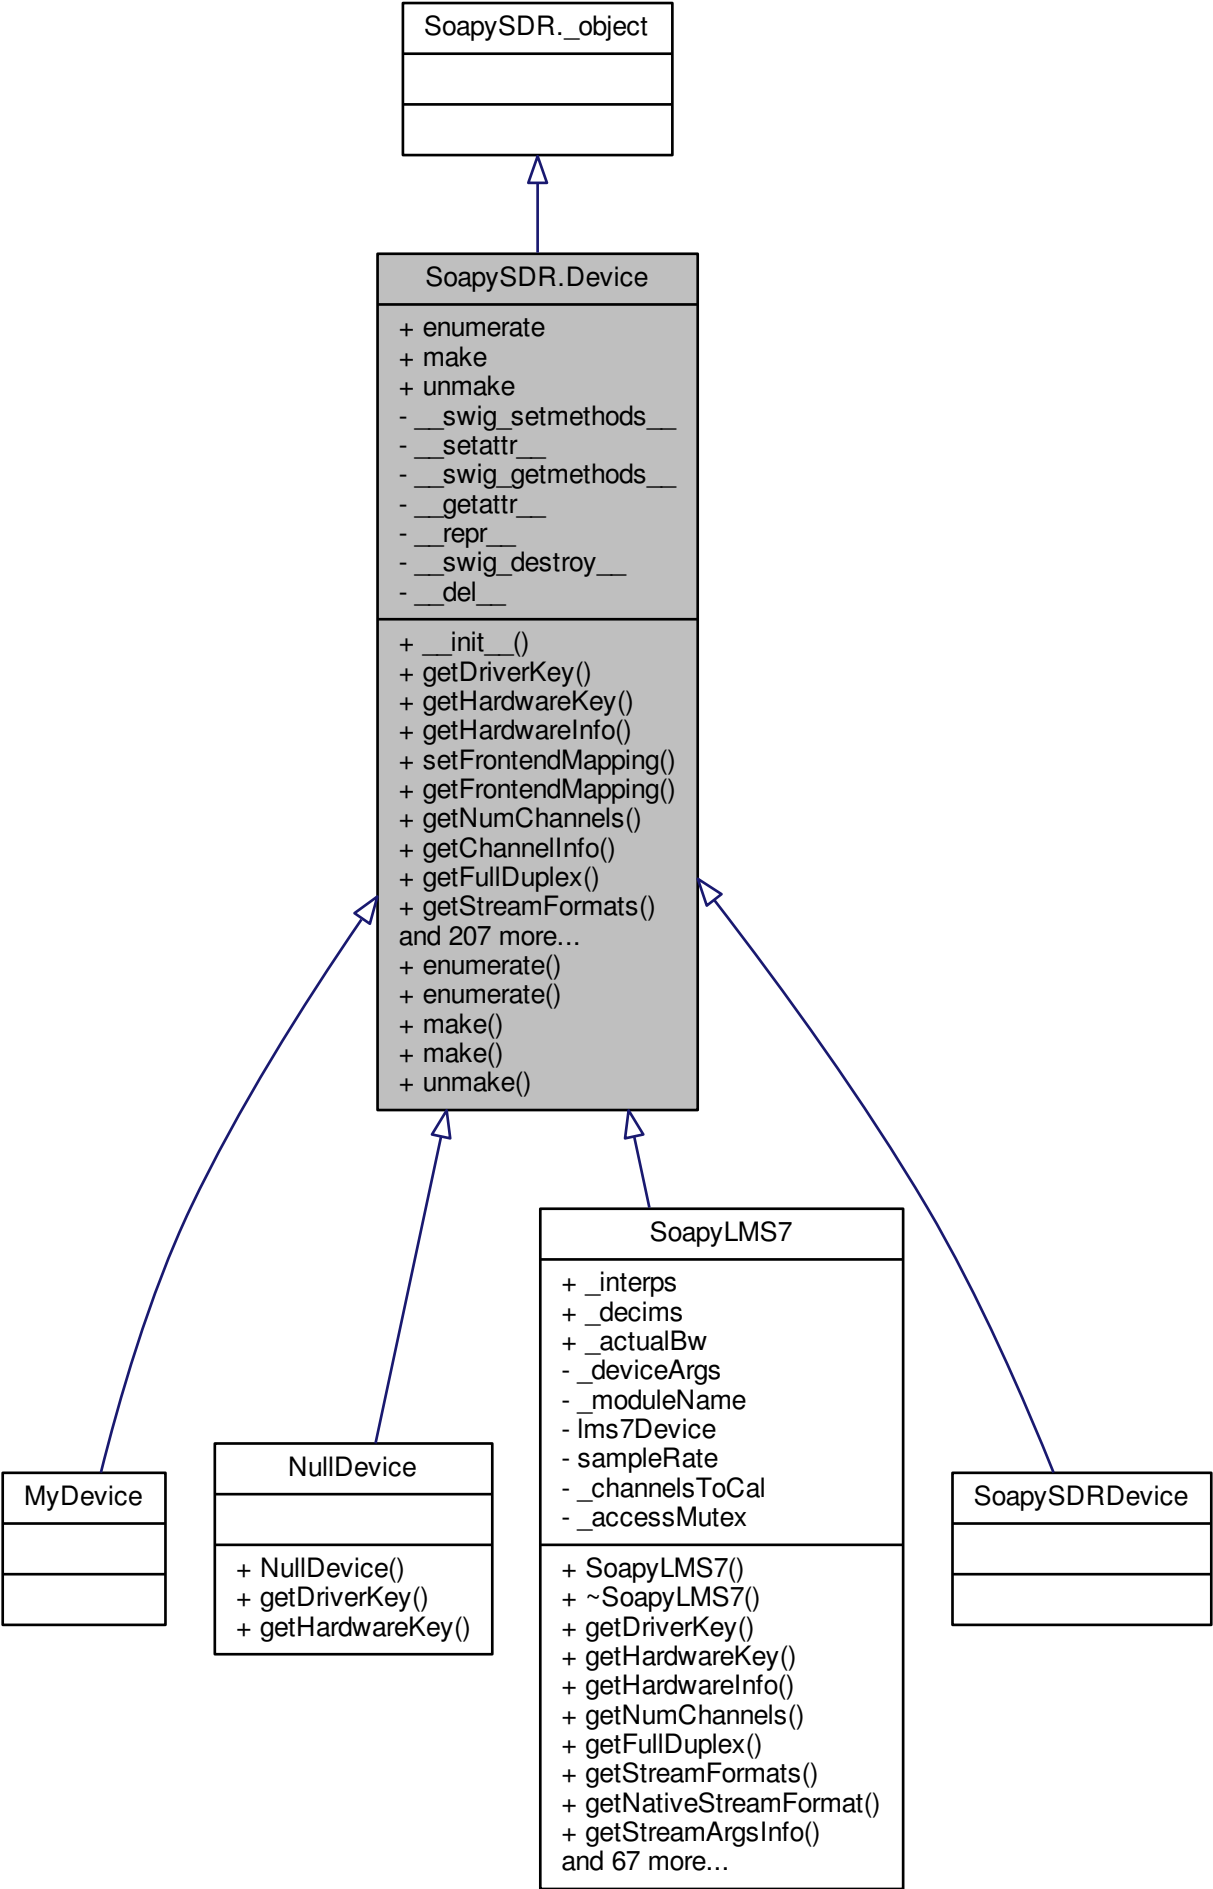 SoapySDR._object
SoapySDR.Device
+ enumerate
+ make
+ unmake
- __swig_setmethods__
- __setattr__
- __swig_getmethods__
- __getattr__
- __repr__
- __swig_destroy__
- __del__
+ __init__()
+ getDriverKey()
+ getHardwareKey()
+ getHardwareInfo()
+ setFrontendMapping()
+ getFrontendMapping()
+ getNumChannels()
+ getChannelInfo()
+ getFullDuplex()
+ getStreamFormats()
and 207 more...
+ enumerate()
+ enumerate()
+ make()
+ make()
+ unmake()
MyDevice
NullDevice
+ NullDevice()
+ getDriverKey()
+ getHardwareKey()
SoapyLMS7
+ _interps
+ _decims
+ _actualBw
- _deviceArgs
- _moduleName
- lms7Device
- sampleRate
- _channelsToCal
- _accessMutex
+ SoapyLMS7()
+ ~SoapyLMS7()
+ getDriverKey()
+ getHardwareKey()
+ getHardwareInfo()
+ getNumChannels()
+ getFullDuplex()
+ getStreamFormats()
+ getNativeStreamFormat()
+ getStreamArgsInfo()
and 67 more...
SoapySDRDevice